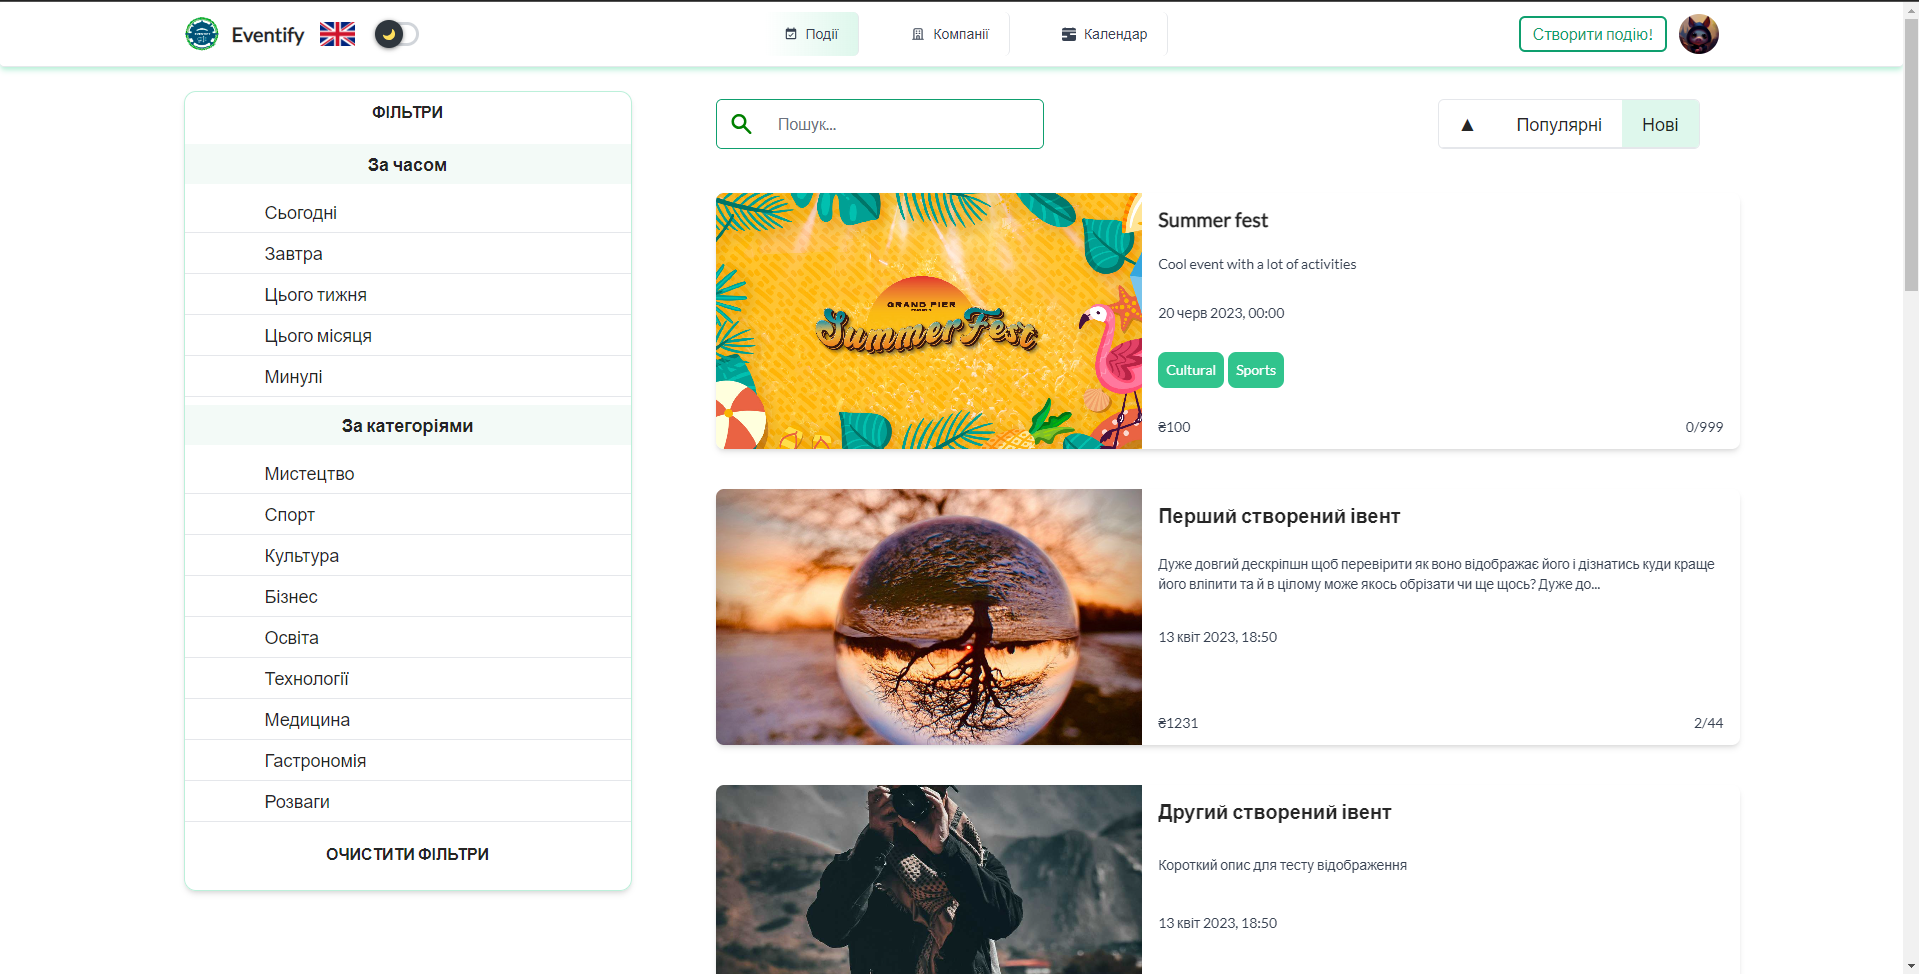 Eventify
Події
Компанії
Календар
Створити подію!
ФІЛЬТРИ
За часом
Сьогодні
Завтра
Цього тижня
Цього місяця
Минулі
За категоріями
Мистецтво
Спорт
Культура
Бізнес
Освіта
Технології
Медицина
Гастрономія
Розваги
ОЧИСТИТИ ФІЛЬТРИ
Пошук...
▲ Популярні Нові
GRAND PIER
SummerFest
Summer fest
Cool event with a lot of activities
20 черв 2023, 00:00
Cultural Sports
₴100 0/999
Перший створений івент
Дуже довгий дескріпшн щоб перевірити як воно відображає його і дізнатись куди краще
його вліпити та й в цілому може якось обрізати чи ще щось? Дуже до...
13 квіт 2023, 18:50
₴1231 2/44
Другий створений івент
Короткий опис для тесту відображення
13 квіт 2023, 18:50